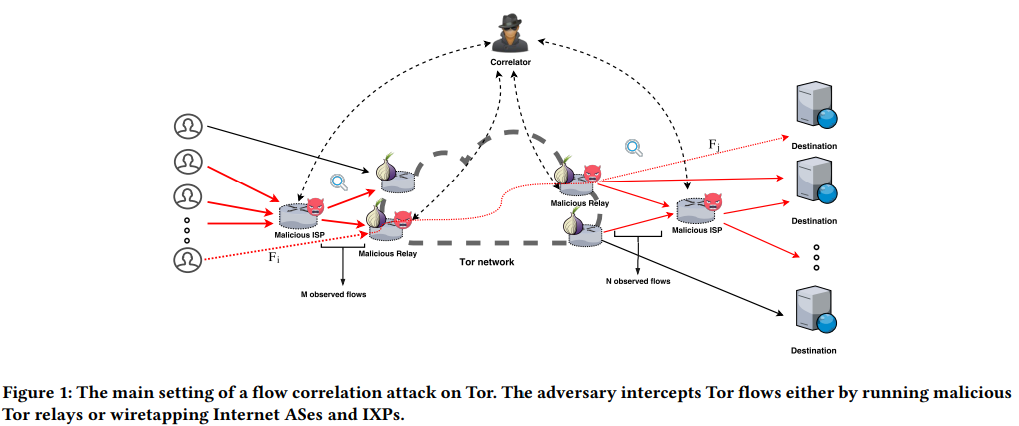 Correlator
F_j
Destination
Malicious Relay
Destination
Malicious ISP
Malicious ISP
F_i
Malicious Relay
Tor network
M observed flows
N observed flows
Destination
Figure 1: The main setting of a flow correlation attack on Tor. The adversary intercepts Tor flows either by running malicious
Tor relays or wiretapping Internet ASes and IXPs.